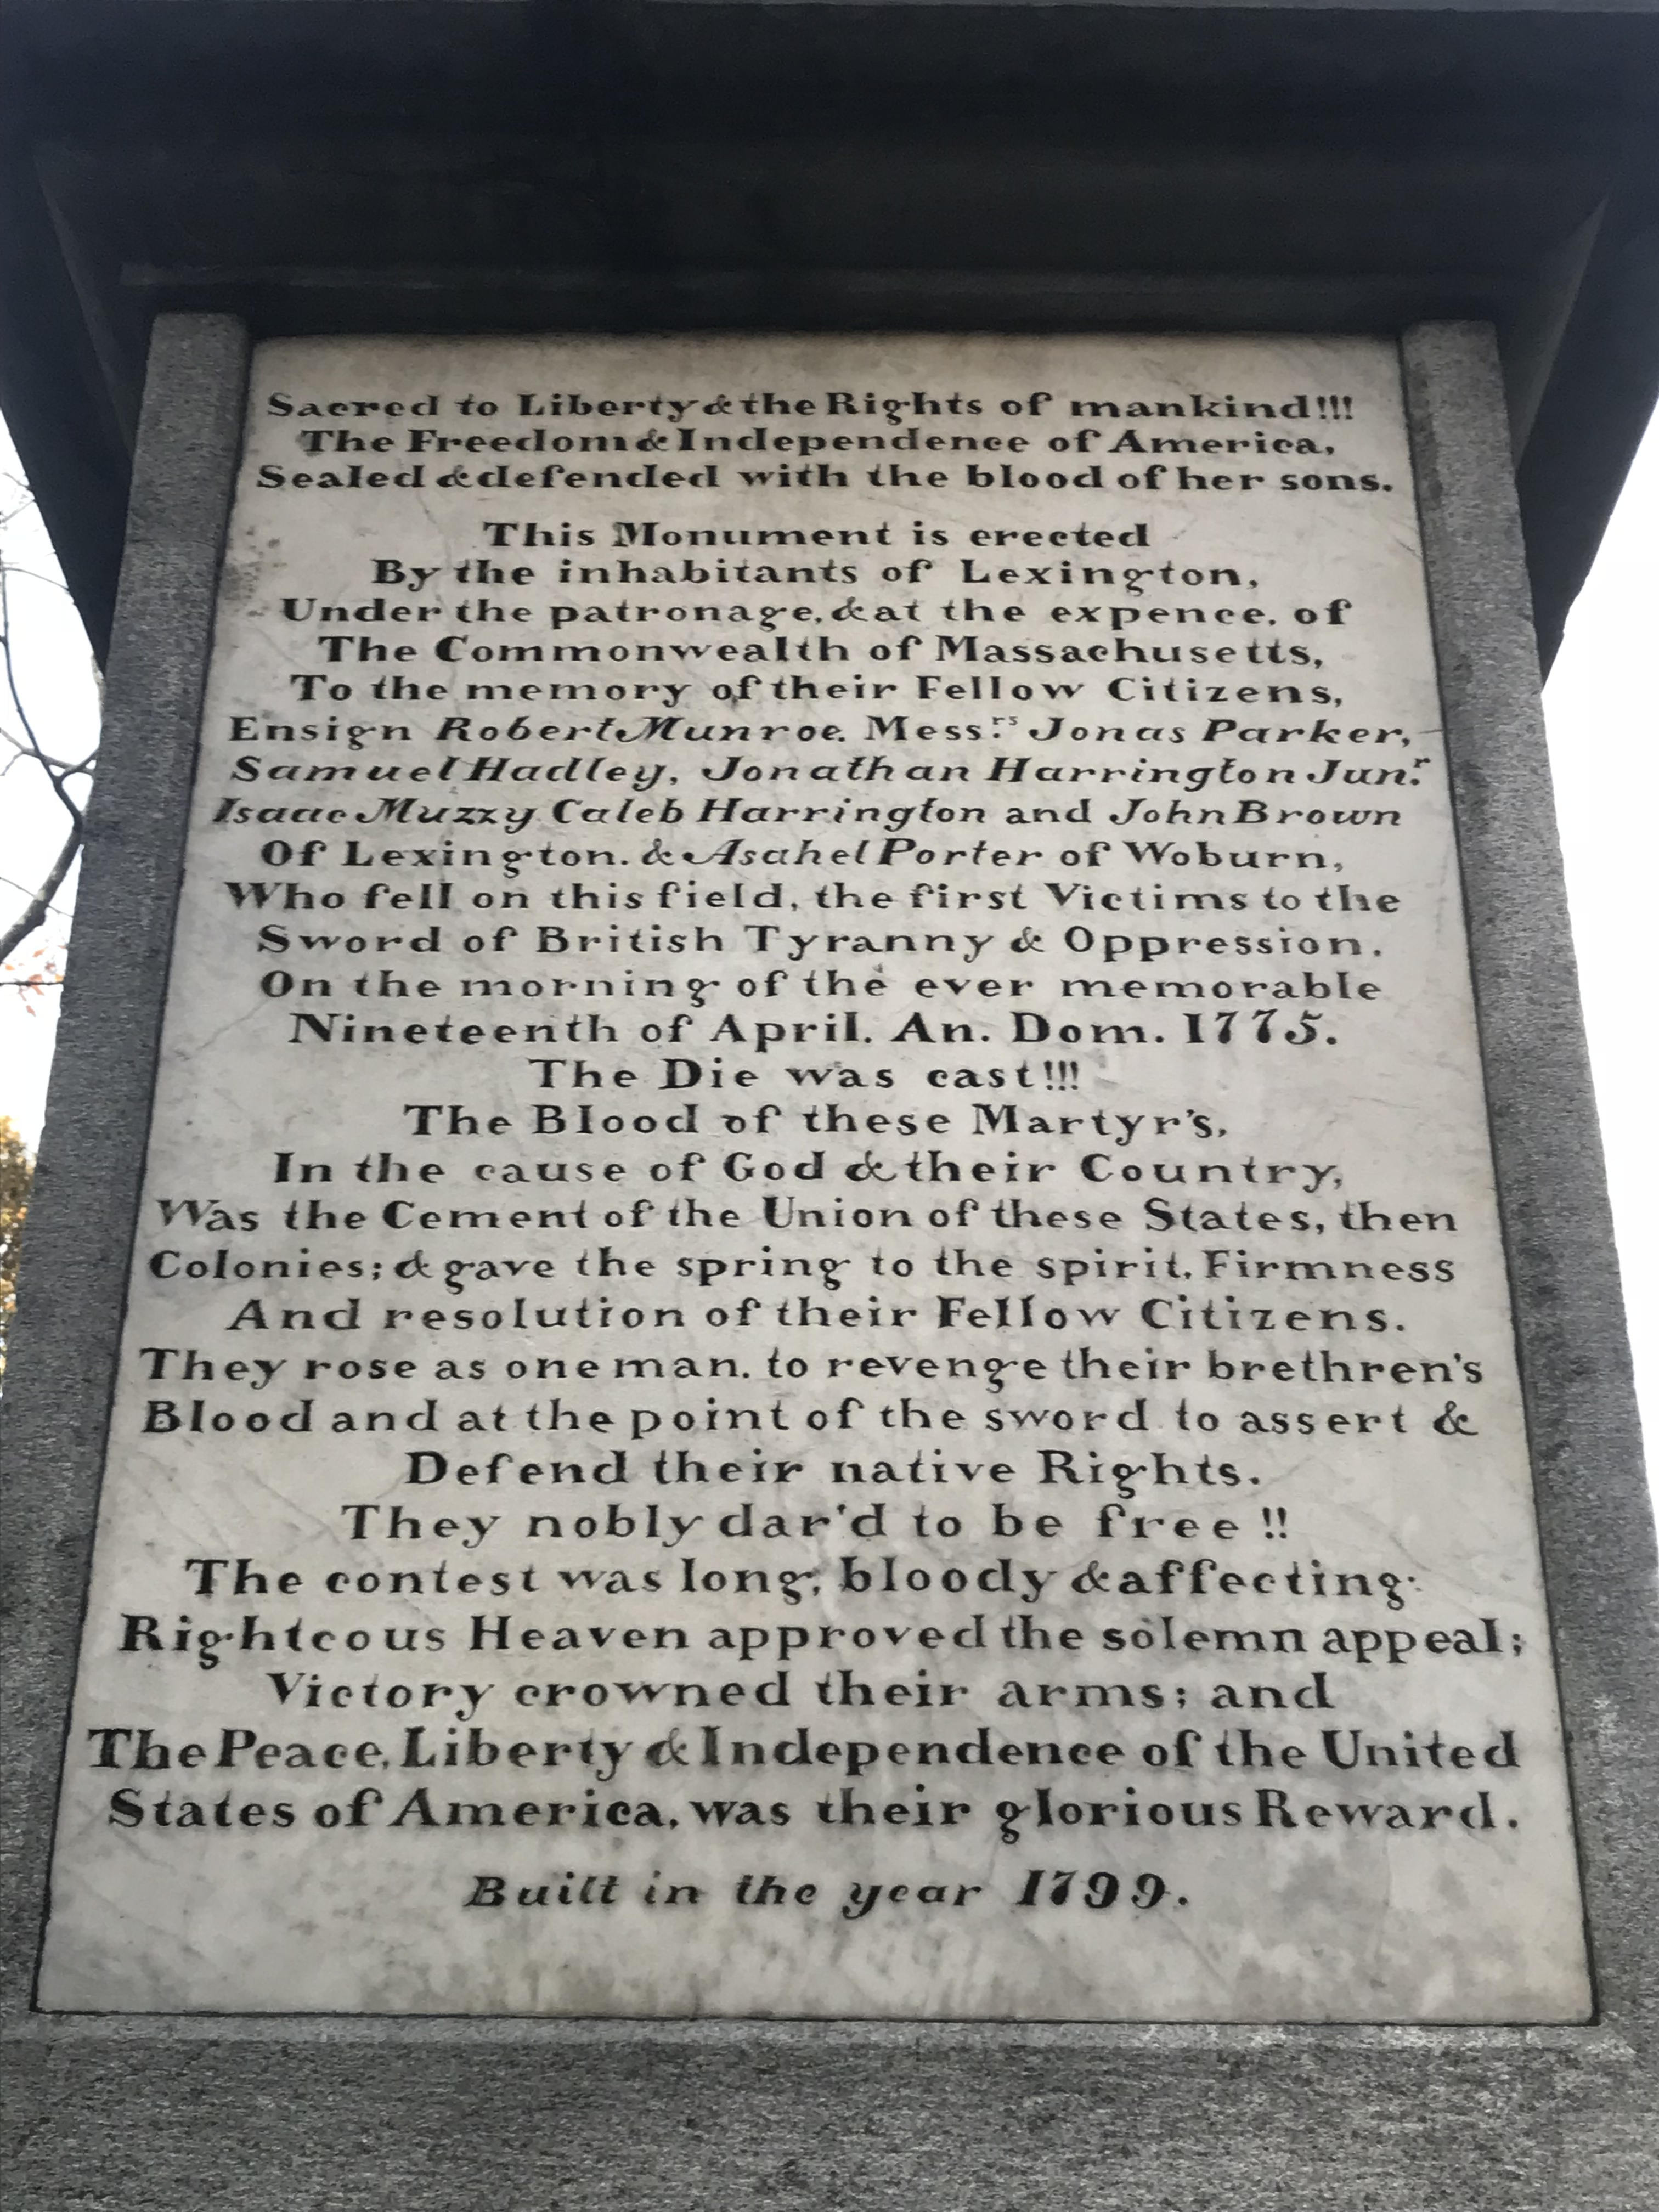 Sacred to Liberty & the Rights of mankind!!!
The Freedom & Independence of America,
Sealed & defended with the blood of her sons.
This Monument is erected
By the inhabitants of Lexington,
Under the patronage, & at the expence, of
The Commonwealth of Massachusetts,
To the memory of their Fellow Citizens,
Ensign Robert Munroe, Mess.rs Jonas Parker,
Samuel Hadley, Jonathan Harrington Jun.r
Isaac Muzzy Caleb Harrington and John Brown
Of Lexington, & Asahel Porter of Woburn,
Who fell on this field, the first Victims to the
Sword of British Tyranny & Oppression,
On the morning of the ever memorable
Nineteenth of April. An. Dom. 1775.
The Die was cast!!!
The Blood of these Martyr's,
In the cause of God & their Country,
Was the Cement of the Union of these States, then
Colonies; & gave the spring to the spirit, Firmness
And resolution of their Fellow Citizens.
They rose as one man, to revenge their brethren's
Blood and at the point of the sword to assert &
Defend their native Rights.
They nobly dar'd to be free!!
The contest was long, bloody & affecting:
Righteous Heaven approved the solemn appeal;
Victory crowned their arms; and
The Peace, Liberty & Independence of the United
States of America, was their glorious Reward.
Built in the year 1799.